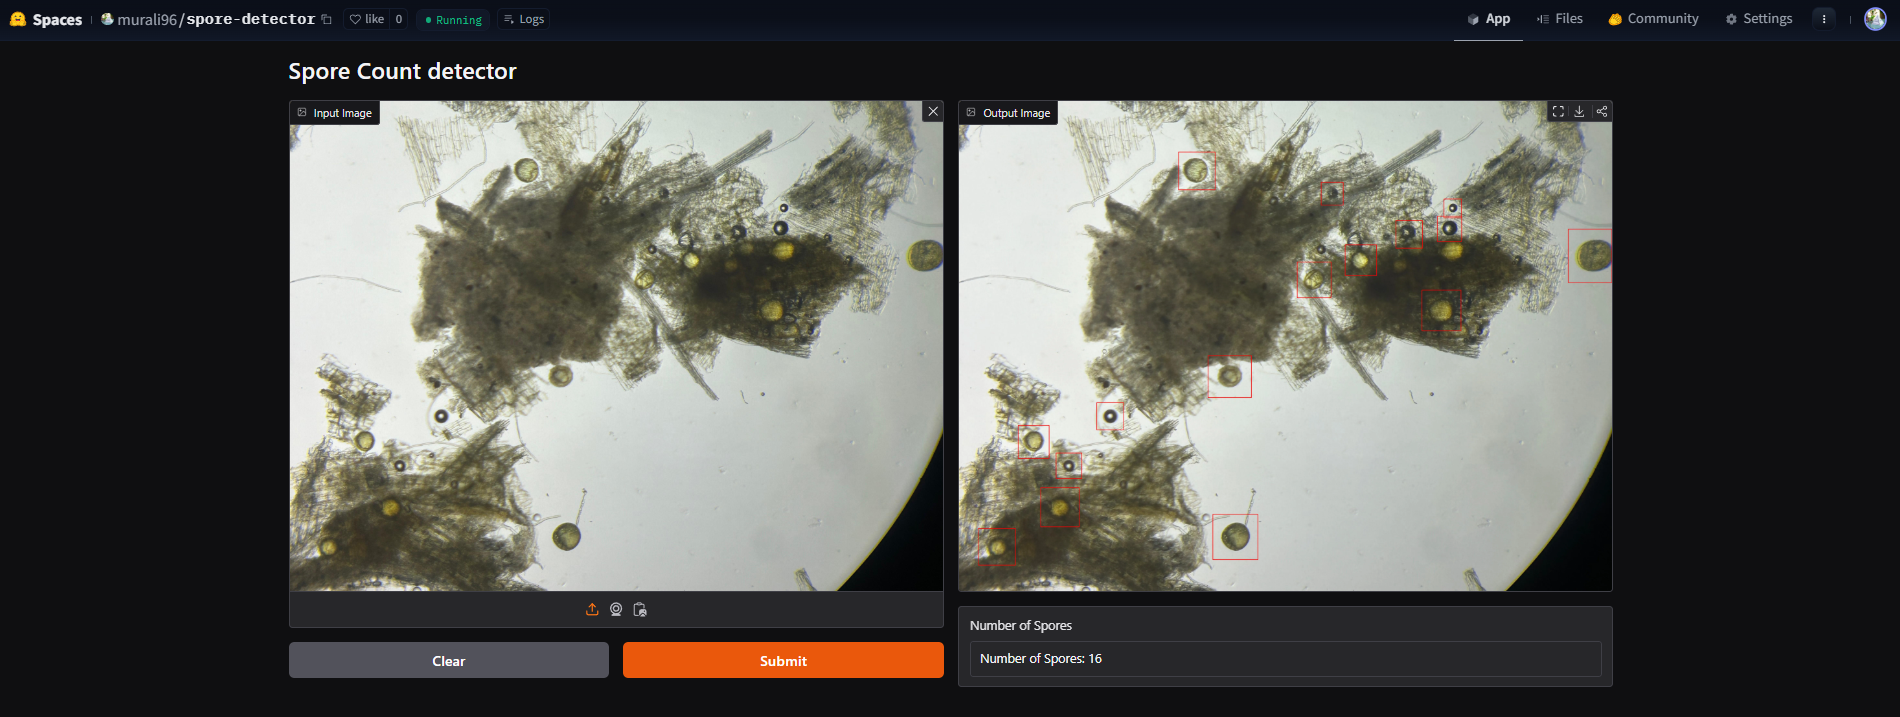 Spaces murali96/spore-detector like 0 Running Logs App Files Community Settings
Spore Count detector
Input Image
Output Image
Clear
Submit
Number of Spores
Number of Spores: 16